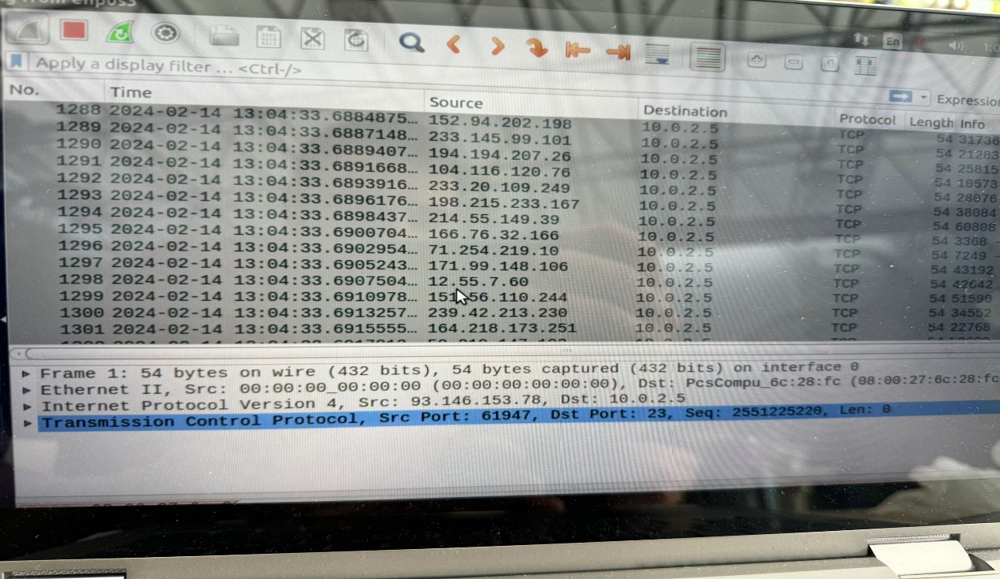 En
Apply a display filter ... <Ctrl-/>
No. Time Source Destination Protocol Length Info
1288 2024-02-14 13:04:33.6884875… 152.94.202.198 10.0.2.5 TCP 54 31736
1289 2024-02-14 13:04:33.6887148… 233.145.99.101 10.0.2.5 TCP 54 21283
1290 2024-02-14 13:04:33.6889407… 194.194.207.26 10.0.2.5 TCP 54 25815
1291 2024-02-14 13:04:33.6891668… 104.116.120.76 10.0.2.5 TCP 54 10573
1292 2024-02-14 13:04:33.6893916… 233.20.109.249 10.0.2.5 TCP 54 28076
1293 2024-02-14 13:04:33.6896176… 198.215.233.167 10.0.2.5 TCP 54 38084
1294 2024-02-14 13:04:33.6898437… 214.55.149.39 10.0.2.5 TCP 54 60808
1295 2024-02-14 13:04:33.6900704… 166.76.32.166 10.0.2.5 TCP 54 3368 -
1296 2024-02-14 13:04:33.6902954… 71.254.219.10 10.0.2.5 TCP 54 7249 -
1297 2024-02-14 13:04:33.6905243… 171.99.148.106 10.0.2.5 TCP 54 43192
1298 2024-02-14 13:04:33.6907504… 12.55.7.60 10.0.2.5 TCP 54 42642
1299 2024-02-14 13:04:33.6910978… 10.0.2.5 TCP 54 51590
1300 2024-02-14 13:04:33.6913257… 239.42.213.230 10.0.2.5 TCP 54 34552
1301 2024-02-14 13:04:33.6915555… 164.218.173.251 10.0.2.5 TCP 54 22768
Frame 1: 54 bytes on wire (432 bits), 54 bytes captured (432 bits) on interface 0
Ethernet II, Src: 00:00:00_00:00:00 (00:00:00:00:00:00), Dst: PcsCompu_6c:28:fc (08:00:27:6c:28:fc
Internet Protocol Version 4, Src: 93.146.153.78, Dst: 10.0.2.5
Transmission Control Protocol, Src Port: 61947, Dst Port: 23, Seq: 2551225220, Len: 0